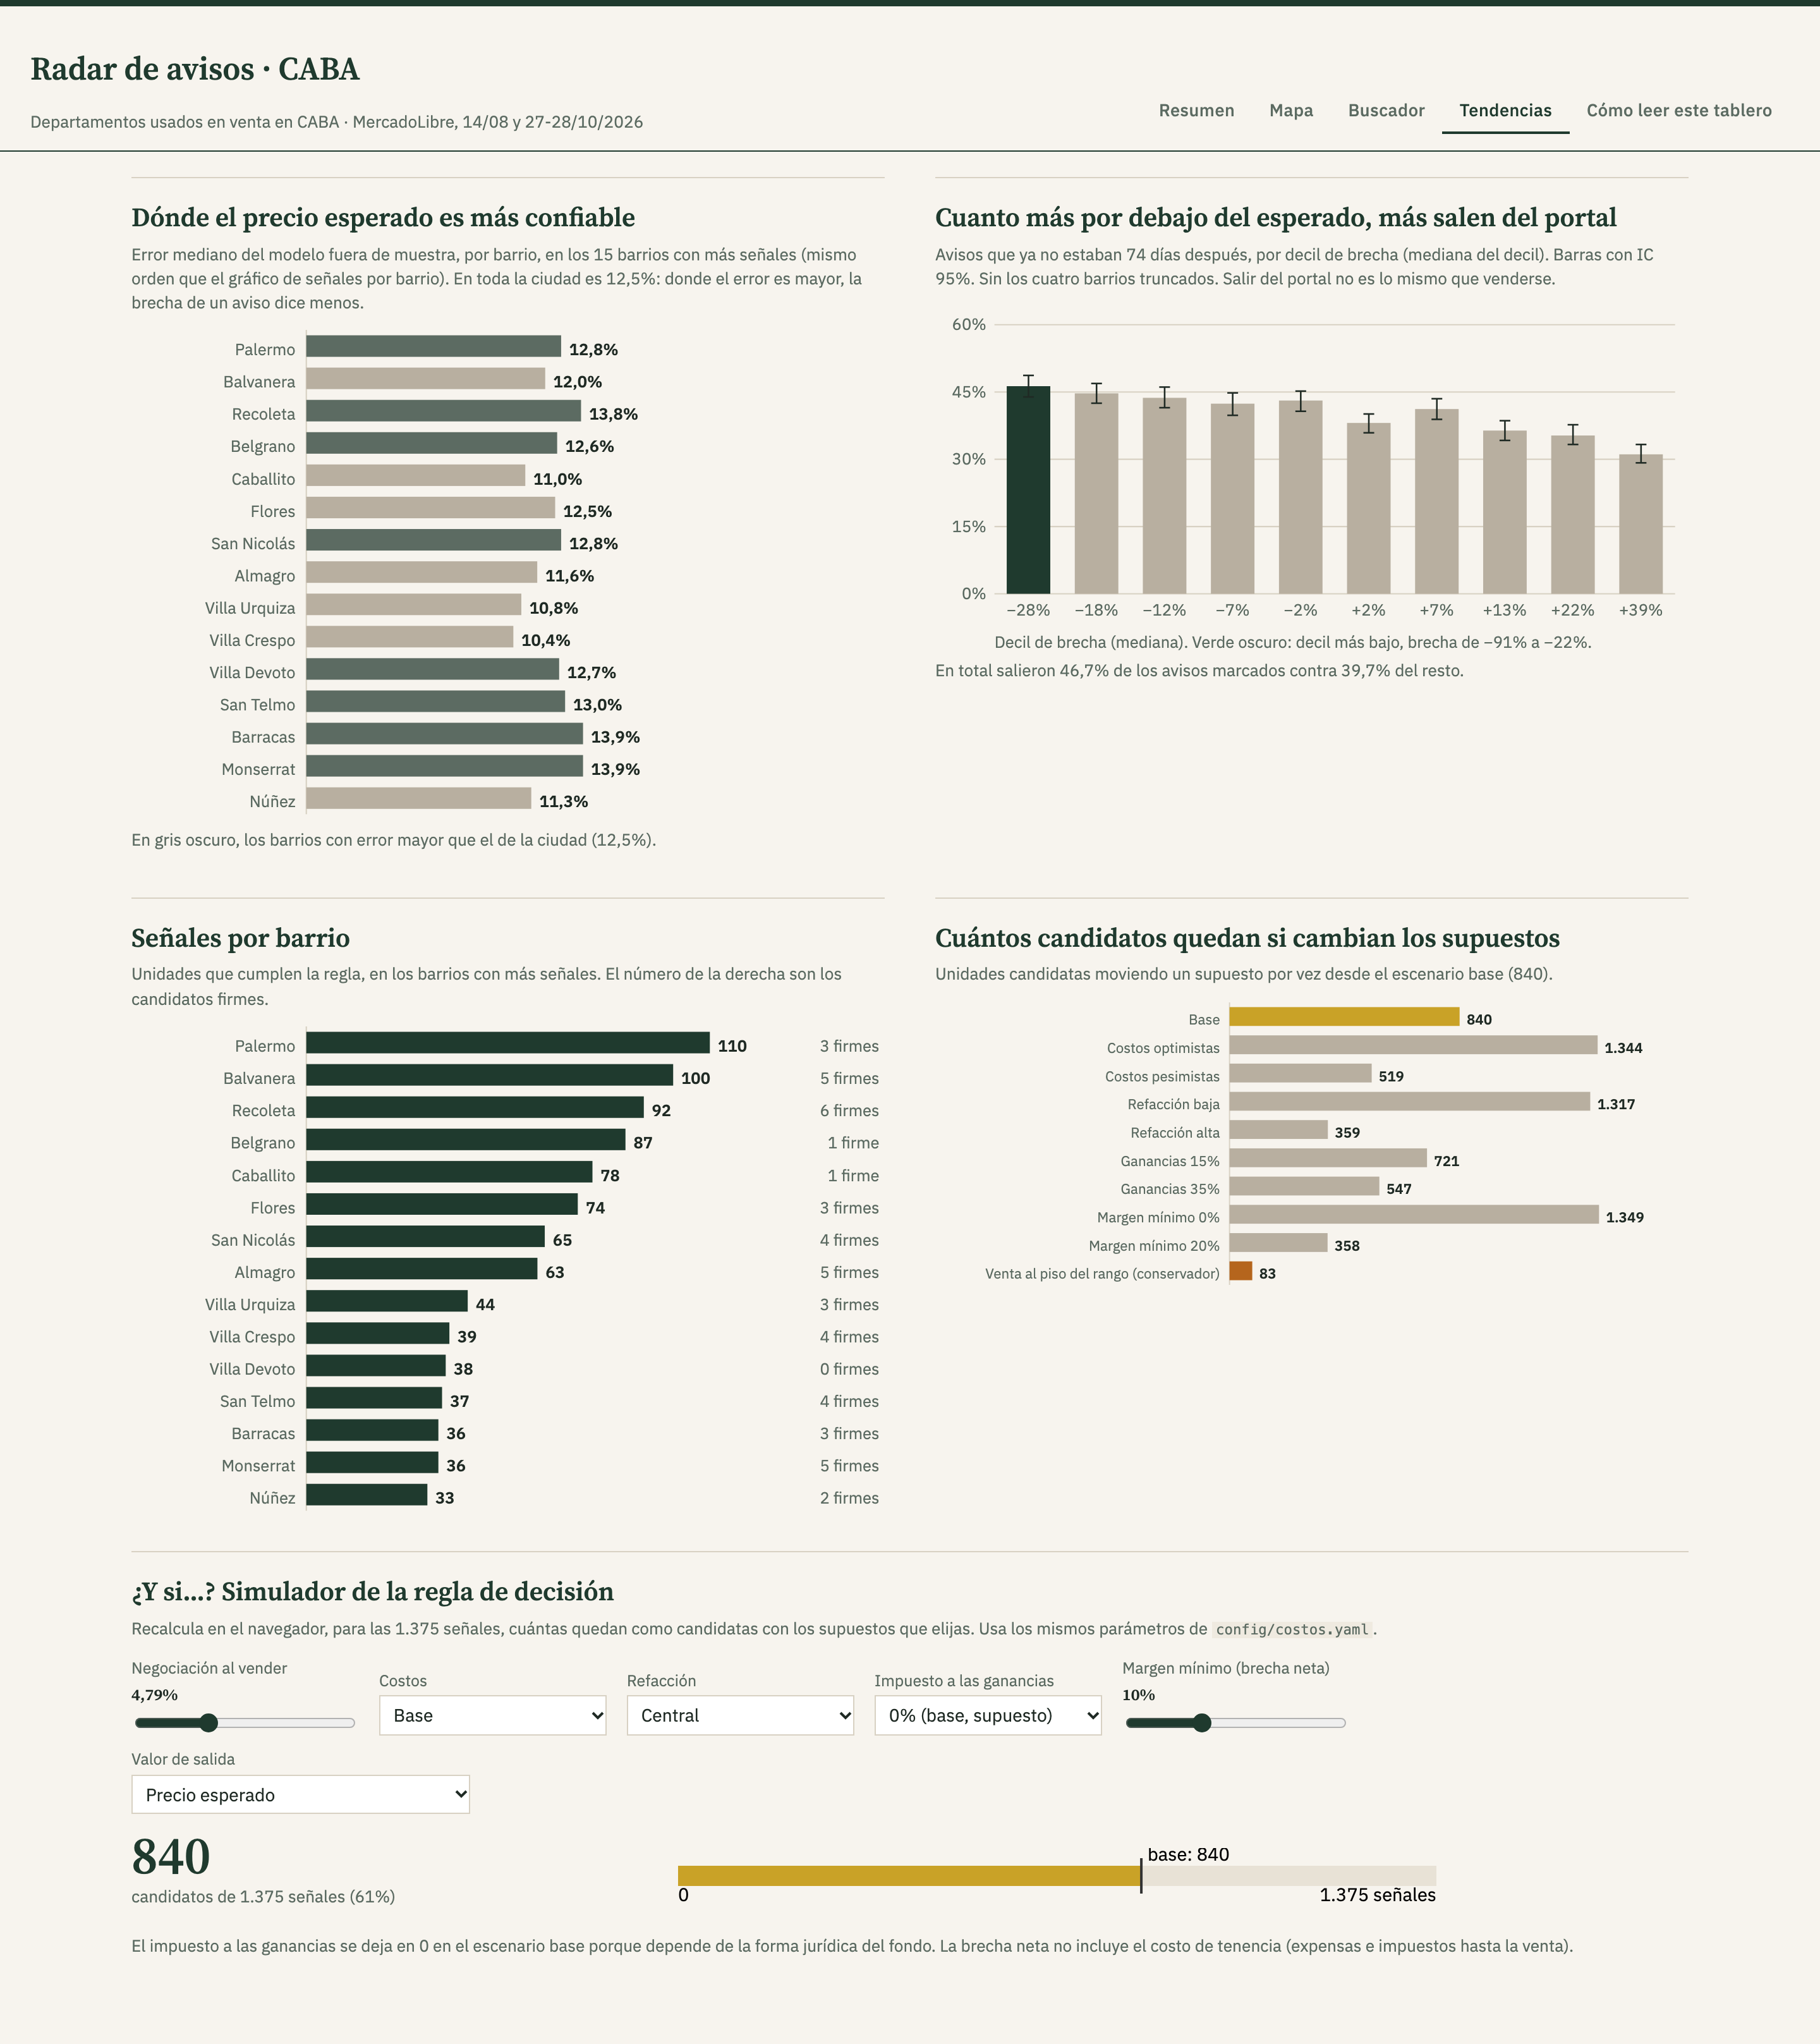 Radar de avisos · CABA
Departamentos usados en venta en CABA · MercadoLibre, 14/08 y 27-28/10/2026
Resumen
Mapa
Buscador
Tendencias
Cómo leer este tablero
Dónde el precio esperado es más confiable
Error mediano del modelo fuera de muestra, por barrio, en los 15 barrios con más señales (mismo
orden que el gráfico de señales por barrio). En toda la ciudad es 12,5%: donde el error es mayor, la
brecha de un aviso dice menos.
Palermo 12,8%
Balvanera 12,0%
Recoleta 13,8%
Belgrano 12,6%
Caballito 11,0%
Flores 12,5%
San Nicolás 12,8%
Almagro 11,6%
Villa Urquiza 10,8%
Villa Crespo 10,4%
Villa Devoto 12,7%
San Telmo 13,0%
Barracas 13,9%
Monserrat 13,9%
Núñez 11,3%
En gris oscuro, los barrios con error mayor que el de la ciudad (12,5%).
Cuanto más por debajo del esperado, más salen del portal
Avisos que ya no estaban 74 días después, por decil de brecha (mediana del decil). Barras con IC
95%. Sin los cuatro barrios truncados. Salir del portal no es lo mismo que venderse.
60%
45%
30%
15%
0%
−28% −18% −12% −7% −2% +2% +7% +13% +22% +39%
Decil de brecha (mediana). Verde oscuro: decil más bajo, brecha de −91% a −22%.
En total salieron 46,7% de los avisos marcados contra 39,7% del resto.
Señales por barrio
Unidades que cumplen la regla, en los barrios con más señales. El número de la derecha son los
candidatos firmes.
Palermo 110 3 firmes
Balvanera 100 5 firmes
Recoleta 92 6 firmes
Belgrano 87 1 firme
Caballito 78 1 firme
Flores 74 3 firmes
San Nicolás 65 4 firmes
Almagro 63 5 firmes
Villa Urquiza 44 3 firmes
Villa Crespo 39 4 firmes
Villa Devoto 38 0 firmes
San Telmo 37 4 firmes
Barracas 36 3 firmes
Monserrat 36 5 firmes
Núñez 33 2 firmes
Cuántos candidatos quedan si cambian los supuestos
Unidades candidatas moviendo un supuesto por vez desde el escenario base (840).
Base 840
Costos optimistas 1.344
Costos pesimistas 519
Refacción baja 1.317
Refacción alta 359
Ganancias 15% 721
Ganancias 35% 547
Margen mínimo 0% 1.349
Margen mínimo 20% 358
Venta al piso del rango (conservador) 83
¿Y si...? Simulador de la regla de decisión
Recalcula en el navegador, para las 1.375 señales, cuántas quedan como candidatas con los supuestos que elijas. Usa los mismos parámetros de config/costos.yaml.
Negociación al vender
4,79%
Costos
Base
Refacción
Central
Impuesto a las ganancias
0% (base, supuesto)
Margen mínimo (brecha neta)
10%
Valor de salida
Precio esperado
840
candidatos de 1.375 señales (61%)
base: 840
0
1.375 señales
El impuesto a las ganancias se deja en 0 en el escenario base porque depende de la forma jurídica del fondo. La brecha neta no incluye el costo de tenencia (expensas e impuestos hasta la venta).